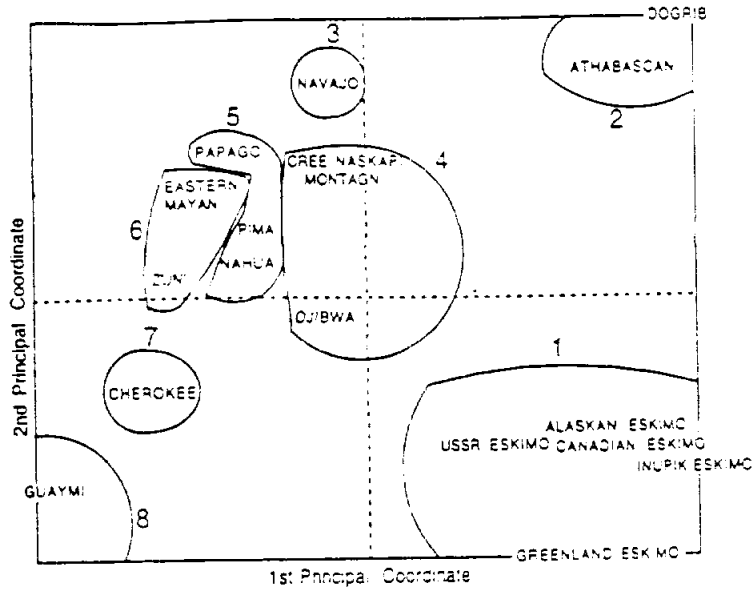 DOGRIB
3
NAVAJO
ATHABASCAN
2
5
PAPAGO
4
CREE NASKAPI
MONTAGN
EASTERN
MAYAN
6
PIMA
NAHUA
ZUNI
OJIBWA
7
CHEROKEE
1
ALASKAN ESKIMO
USSR ESKIMO CANADIAN ESKIMO
INUPIK ESKIMO
GUAYMI
8
GREENLAND ESKIMO
1st Principal Coordinate
2nd Principal Coordinate